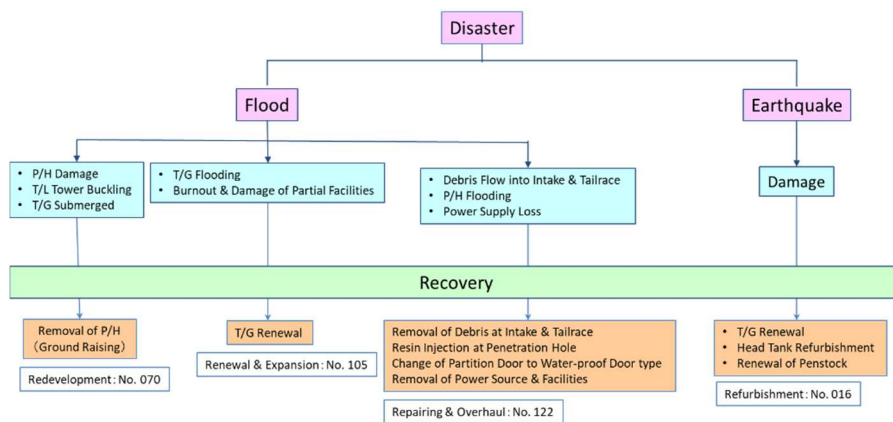 Disaster
Flood
Earthquake
• P/H Damage
• T/L Tower Buckling
• T/G Submerged
• T/G Flooding
• Burnout & Damage of Partial Facilities
• Debris Flow into Intake & Tailrace
• P/H Flooding
• Power Supply Loss
Damage
Recovery
Removal of P/H
(Ground Raising)
Redevelopment: No. 070
T/G Renewal
Renewal & Expansion: No. 105
Removal of Debris at Intake & Tailrace
Resin Injection at Penetration Hole
Change of Partition Door to Water-proof Door type
Removal of Power Source & Facilities
Repairing & Overhaul: No. 122
• T/G Renewal
• Head Tank Refurbishment
• Renewal of Penstock
Refurbishment: No. 016